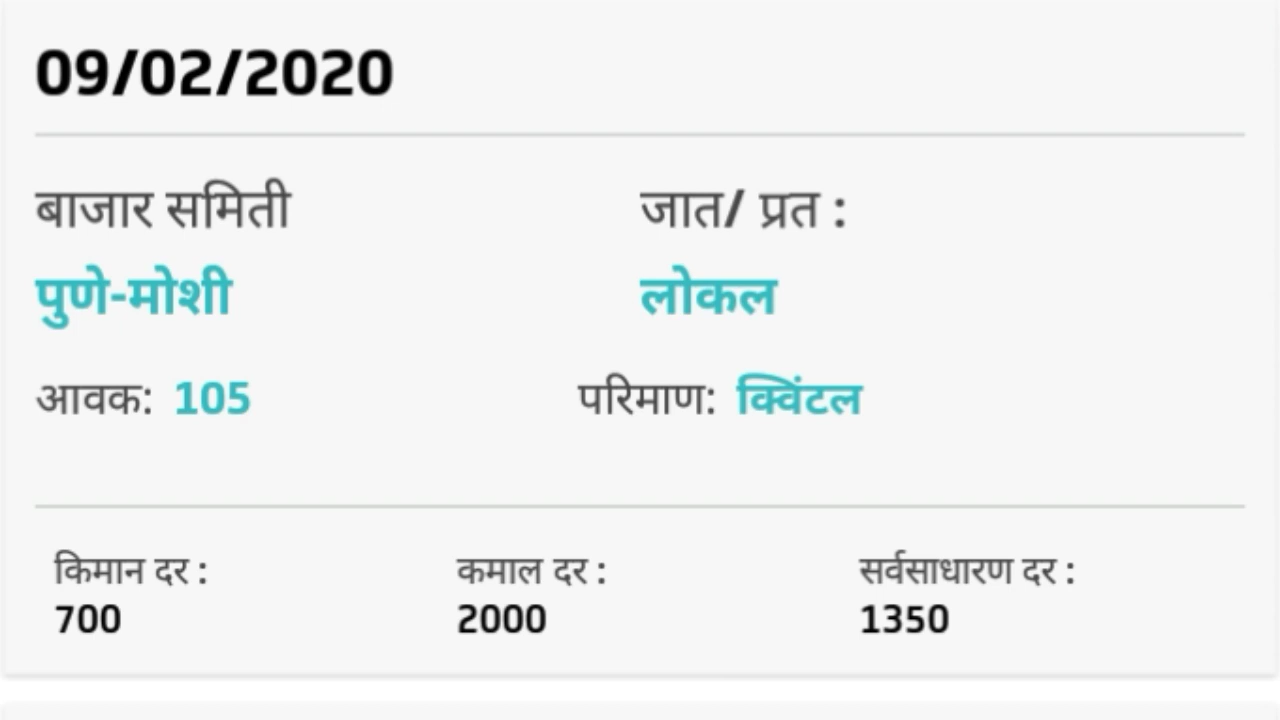 09/02/2020
बाजार समिती जात/ प्रत :
पुणे-मोशी लोकल
आवक: 105 परिमाण: क्विंटल
किमान दर : कमाल दर : सर्वसाधारण दर :
700 2000 1350